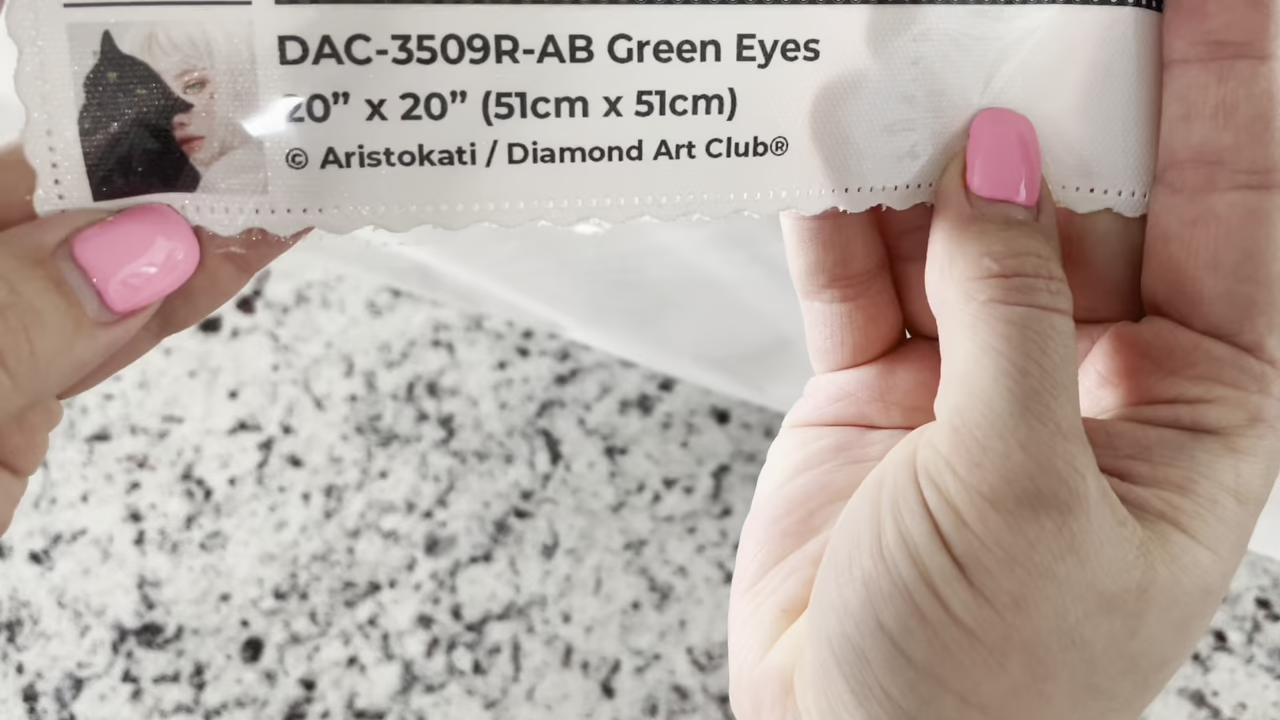 DAC-3509R-AB Green Eyes
20” x 20” (51cm x 51cm)
© Aristokati / Diamond Art Club®